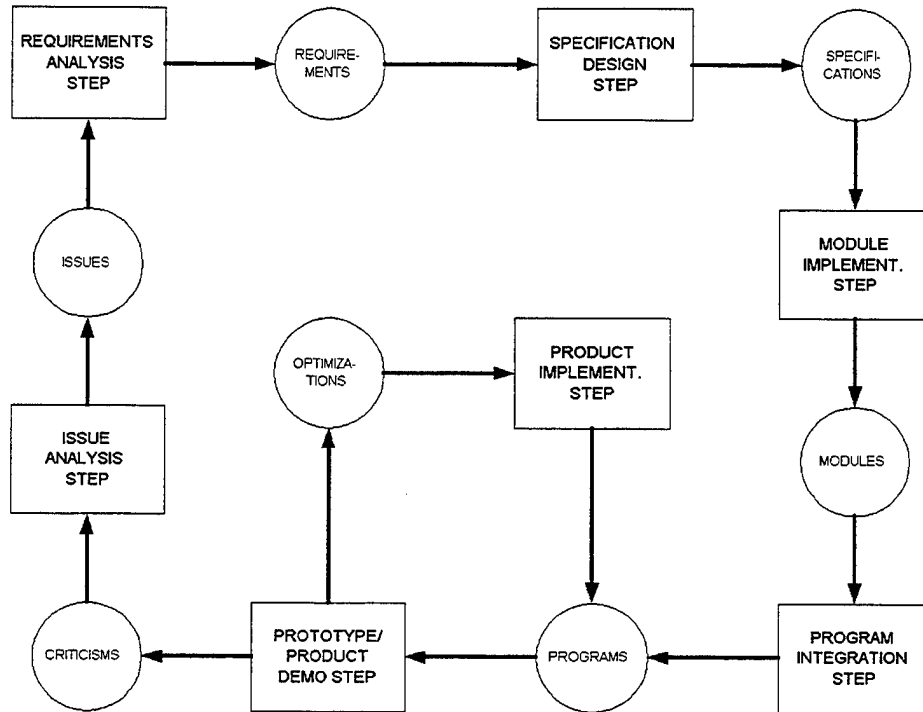 REQUIREMENTS
ANALYSIS
STEP
REQUIRE-
MENTS
SPECIFICATION
DESIGN
STEP
SPECIFI-
CATIONS
ISSUES
MODULE
IMPLEMENT.
STEP
OPTIMIZA-
TIONS
PRODUCT
IMPLEMENT.
STEP
ISSUE
ANALYSIS
STEP
MODULES
CRITICISMS
PROTOTYPE/
PRODUCT
DEMO STEP
PROGRAMS
PROGRAM
INTEGRATION
STEP